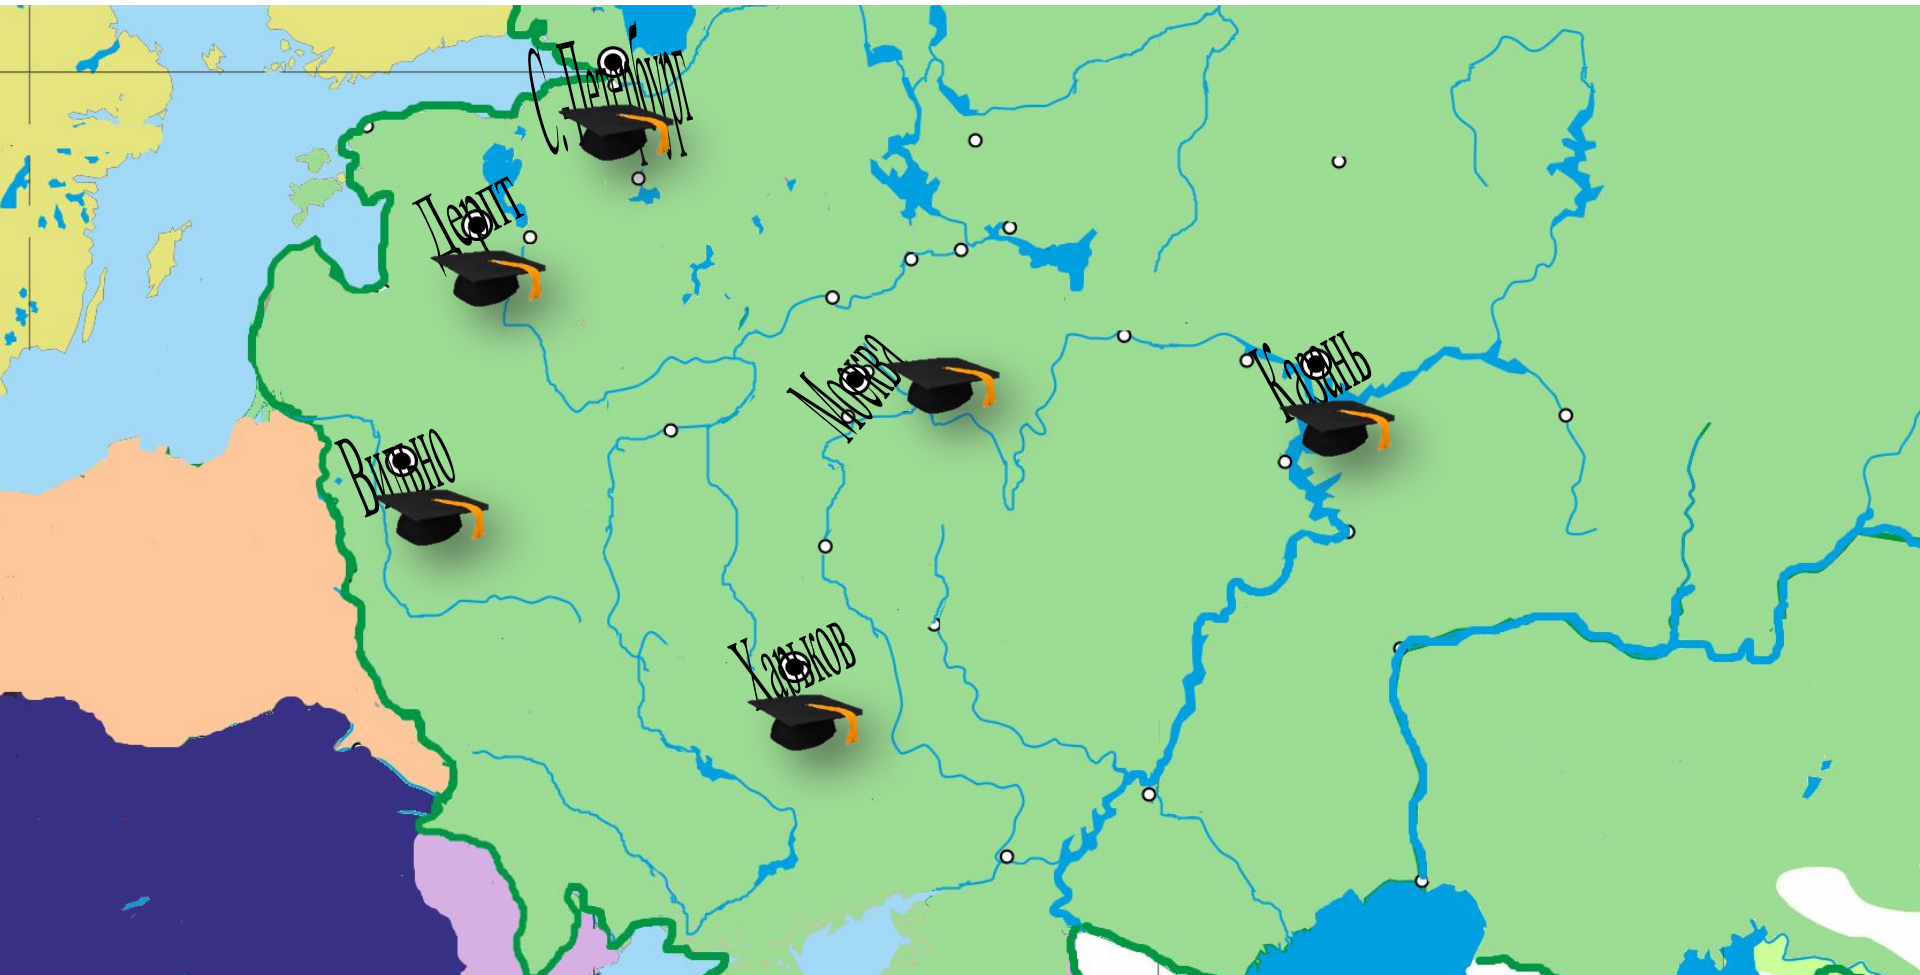 С. Петербург
Дерпт
Москва
Казань
Вильно
Харьков